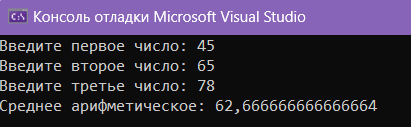 Консоль отладки Microsoft Visual Studio
Введите первое число: 45
Введите второе число: 65
Введите третье число: 78
Среднее арифметическое: 62,666666666666664